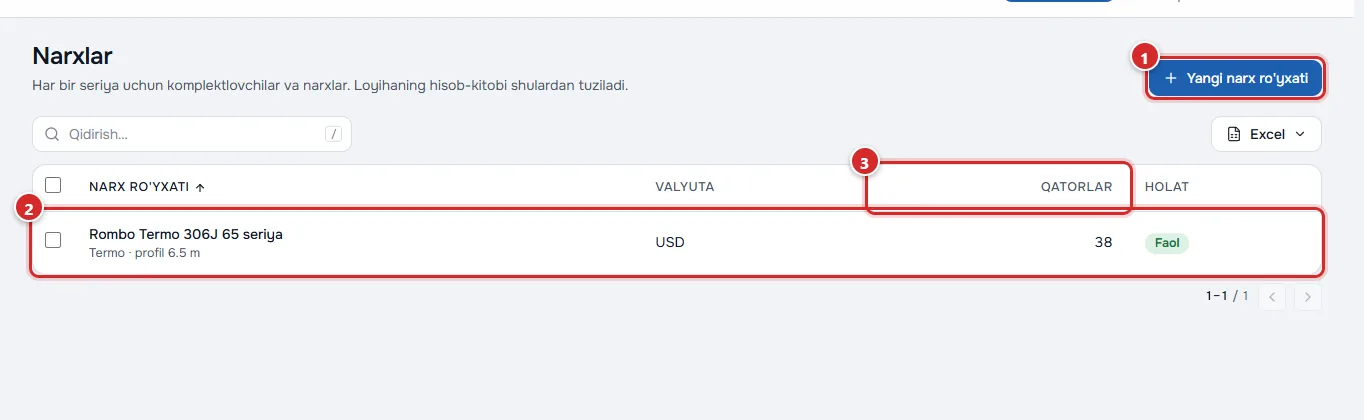 Narxlar
Har bir seriya uchun komplektlovchilar va narxlar. Loyihaning hisob-kitobi shulardan tuziladi.
1
+ Yangi narx ro'yxati
Qidirish... /
Excel
3
NARX RO'YXATI ↑ VALYUTA QATORLAR HOLAT
2
Rombo Termo 306J 65 seriya USD 38 Faol
Termo · profil 6.5 m
1–1 / 1